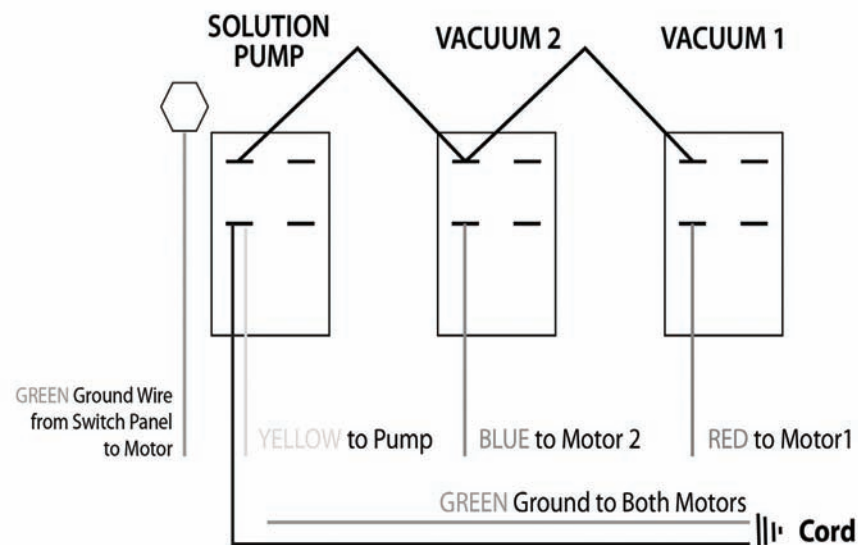 SOLUTION
PUMP
VACUUM 2
VACUUM 1
GREEN Ground Wire
from Switch Panel
to Motor
YELLOW to Pump
BLUE to Motor 2
RED to Motor1
GREEN Ground to Both Motors
Cord